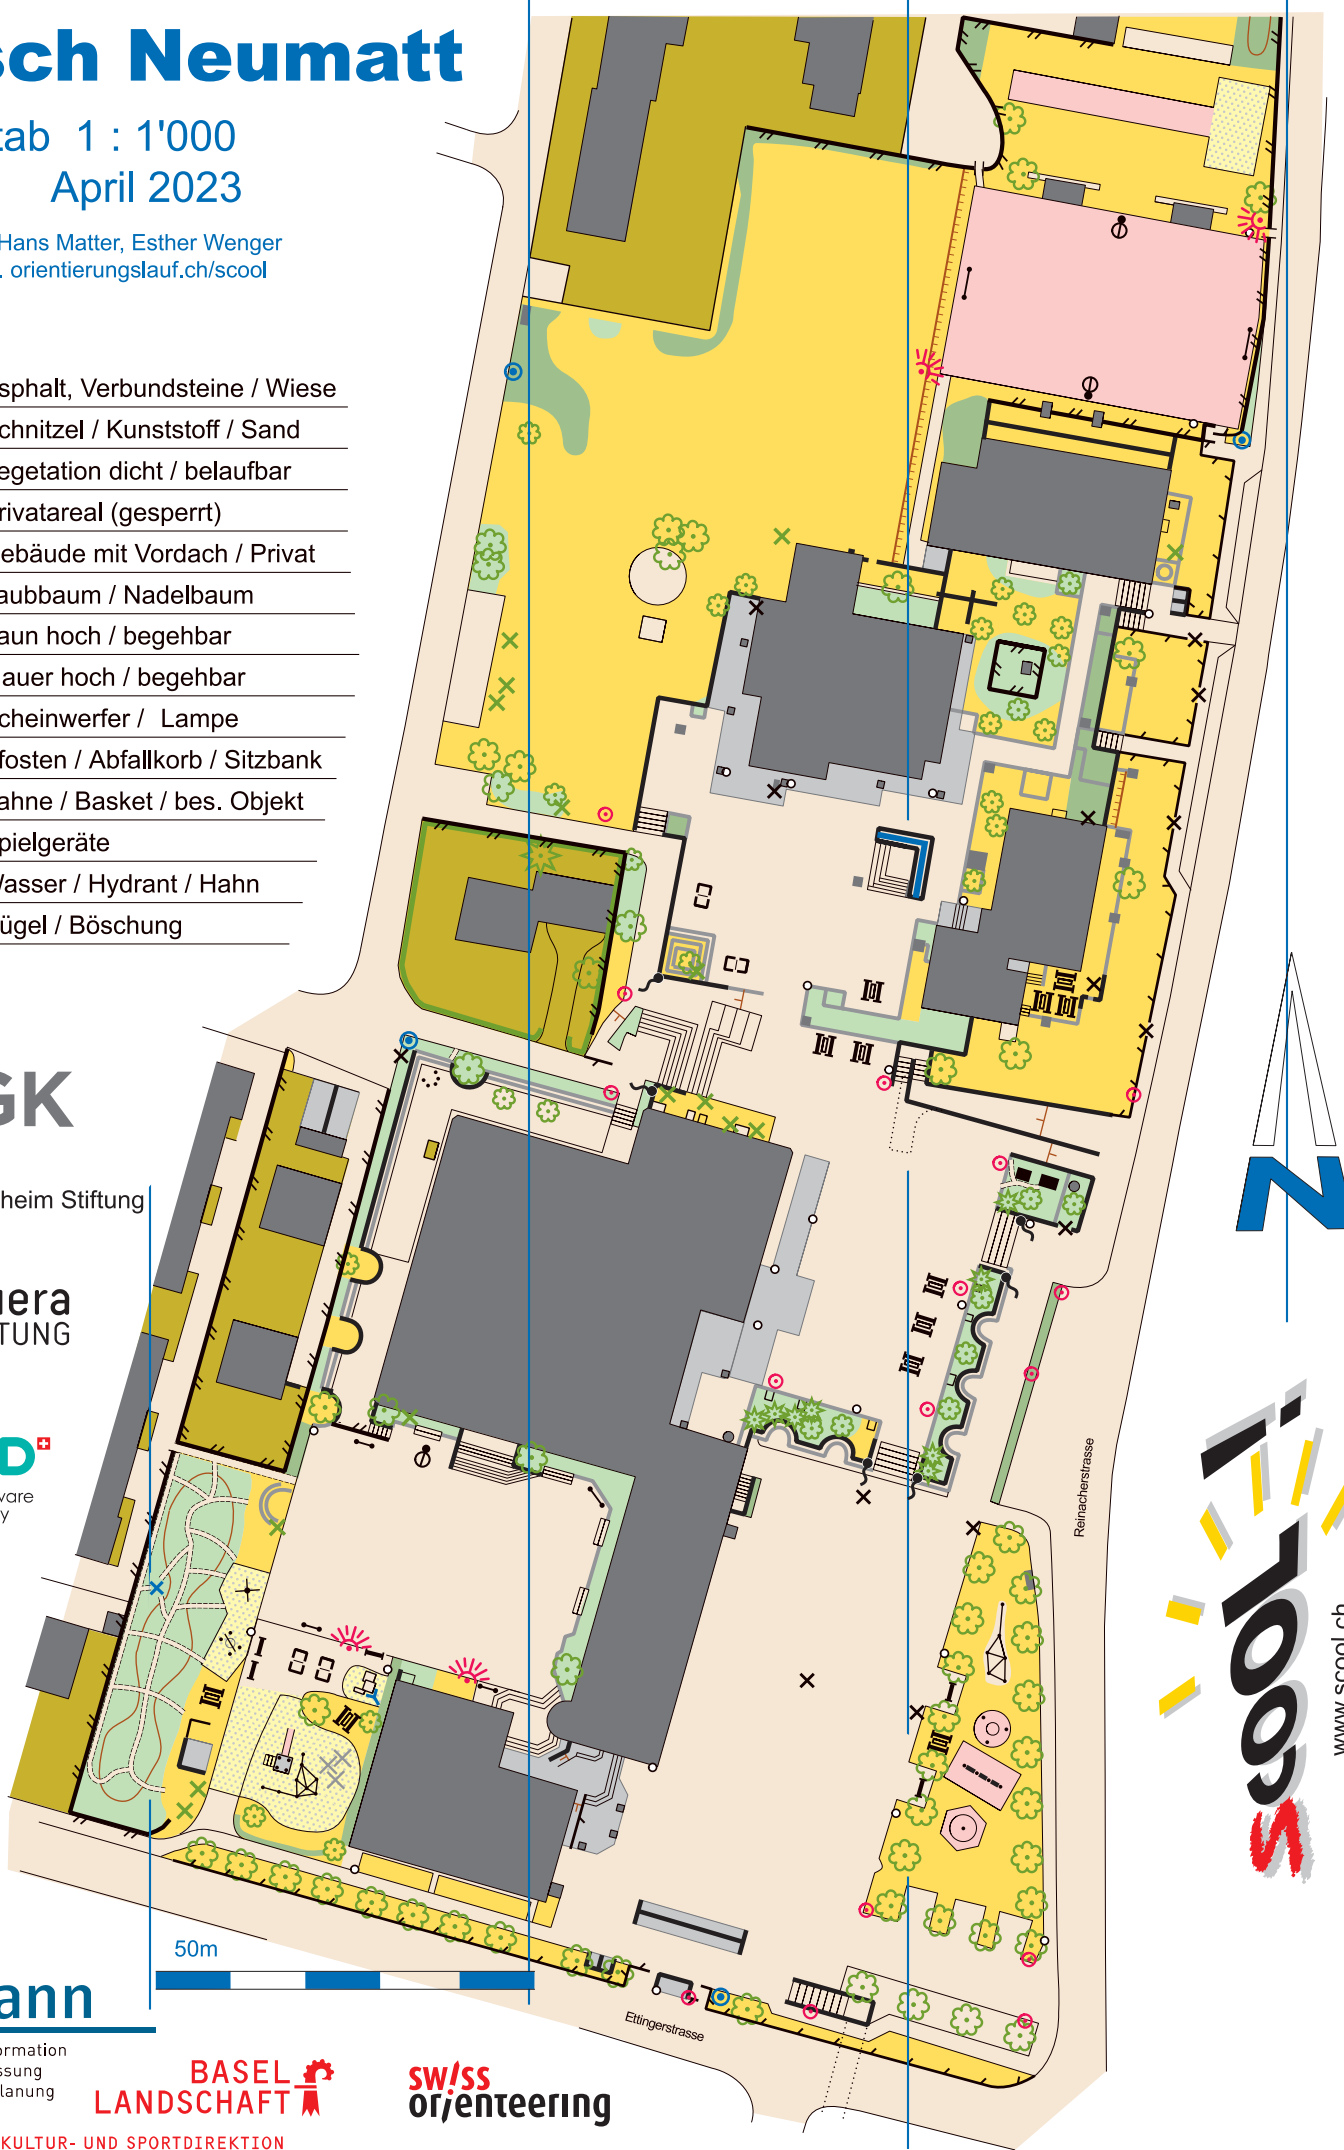 sch Neumatt
tab 1 : 1'000
April 2023
Hans Matter, Esther Wenger
. orientierungslauf.ch/scool
sphalt, Verbundsteine / Wiese
chnitzel / Kunststoff / Sand
egetation dicht / belaufbar
rivatareal (gesperrt)
ebäude mit Vordach / Privat
aubbaum / Nadelbaum
aun hoch / begehbar
auer hoch / begehbar
cheinwerfer / Lampe
fosten / Abfallkorb / Sitzbank
ahne / Basket / bes. Objekt
pielgeräte
Wasser / Hydrant / Hahn
ügel / Böschung
GK
heim Stiftung
uera
TUNG
D
ware
y
N
Reinacherstrasse
scool
www.scool.ch
50m
Ettingerstrasse
ann
ormation
ssung
lanung
BASEL
LANDSCHAFT
KULTUR- UND SPORTDIREKTION
swiss
orienteering